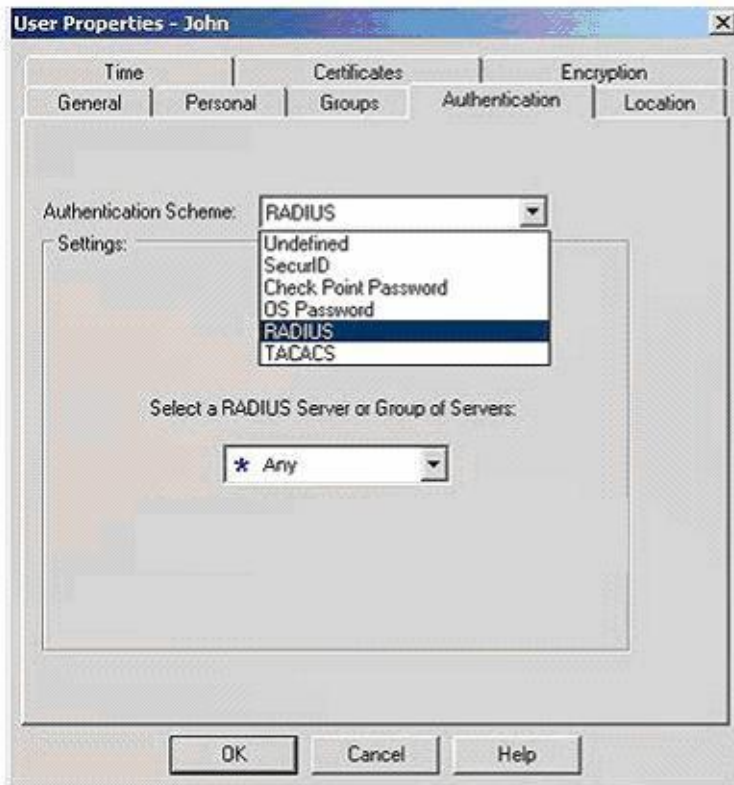 User Properties - John
Time Certificates Encryption
General Personal Groups Authentication Location
Authentication Scheme: RADIUS
Settings:
Undefined
SecurID
Check Point Password
OS Password
RADIUS
TACACS
Select a RADIUS Server or Group of Servers:
* Any
OK Cancel Help